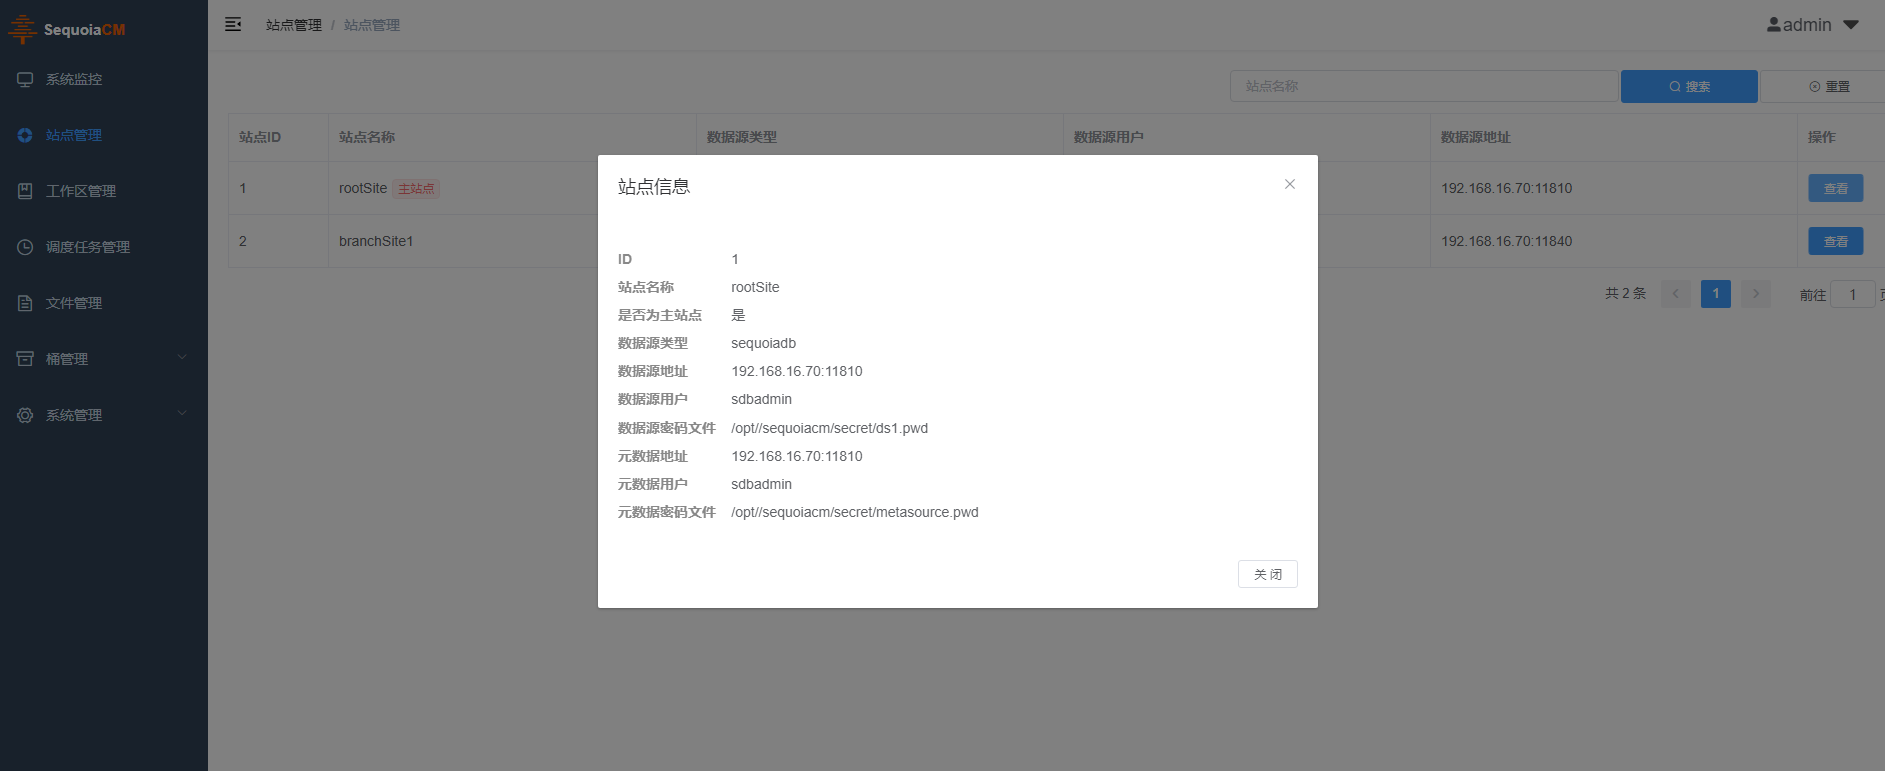 SequoiaCM
系统监控
站点管理
工作区管理
调度任务管理
文件管理
桶管理
系统管理
站点管理 / 站点管理
admin
站点名称
搜索
重置
站点ID 站点名称 数据源类型 数据源用户 数据源地址 操作
1 rootSite 主站点 192.168.16.70:11810 查看
2 branchSite1 192.168.16.70:11840 查看
共 2 条 1 前往 1
站点信息
ID 1
站点名称 rootSite
是否为主站点 是
数据源类型 sequoiadb
数据源地址 192.168.16.70:11810
数据源用户 sdbadmin
数据源密码文件 /opt//sequoiacm/secret/ds1.pwd
元数据地址 192.168.16.70:11810
元数据用户 sdbadmin
元数据密码文件 /opt//sequoiacm/secret/metasource.pwd
关 闭